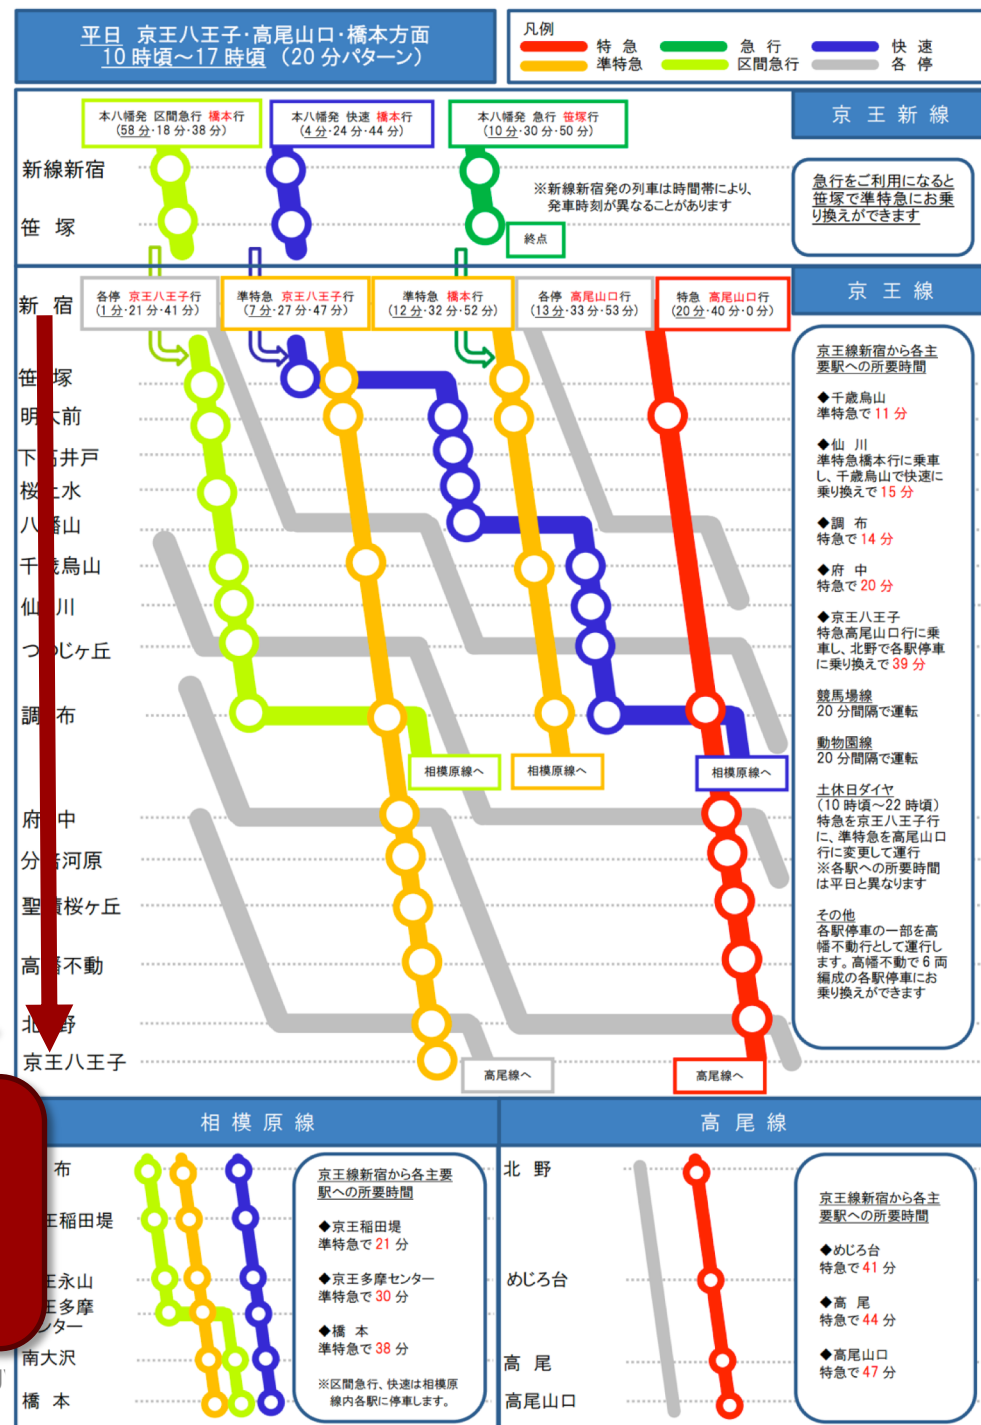 平日 京王八王子・高尾山口・橋本方面
10時頃～17時頃 (20分パターン)
凡例
特急
急行
快速
準特急
区間急行
各停
本八幡発 区間急行 橋本行
(58分・18分・38分)
本八幡発 快速 橋本行
(4分・24分・44分)
本八幡発 急行 笹塚行
(10分・30分・50分)
京王新線
新線新宿
笹塚
※新線新宿発の列車は時間帯により、
発車時刻が異なることがあります
終点
急行をご利用になると
笹塚で準特急にお乗
り換えができます
新宿
各停 京王八王子行
(1分・21分・41分)
準特急 京王八王子行
(7分・27分・47分)
準特急 橋本行
(12分・32分・52分)
各停 高尾山口行
(13分・33分・53分)
特急 高尾山口行
(20分・40分・0分)
京王線
笹塚
明大前
下高井戸
桜上水
八幡山
千歳烏山
仙川
つつじヶ丘
調布
府中
分倍河原
聖蹟桜ヶ丘
高幡不動
北野
京王八王子
相模原線へ
相模原線へ
相模原線へ
高尾線へ
高尾線へ
京王線新宿から各主
要駅への所要時間
◆千歳烏山
準特急で11分
◆仙川
準特急橋本行に乗車
し、千歳烏山で快速に
乗り換えで15分
◆調布
特急で14分
◆府中
特急で20分
◆京王八王子
特急高尾山口行に乗
車し、北野で各駅停車
に乗り換えで39分
競馬場線
20分間隔で運転
動物園線
20分間隔で運転
土休日ダイヤ
(10時頃～22時頃)
特急を京王八王子行
に、準特急を高尾山口
行に変更して運行
※各駅への所要時間
は平日と異なります
その他
各駅停車の一部を高
幡不動行として運行し
ます。高幡不動で6両
編成の各駅停車にお
乗り換えができます
相模原線
布
王稲田堤
王永山
王多摩
ンター
南大沢
橋本
京王線新宿から各主要
駅への所要時間
◆京王稲田堤
準特急で21分
◆京王多摩センター
準特急で30分
◆橋本
準特急で38分
※区間急行、快速は相模原
線内各駅に停車します。
高尾線
北野
めじろ台
高尾
高尾山口
京王線新宿から各主
要駅への所要時間
◆めじろ台
特急で41分
◆高尾
特急で44分
◆高尾山口
特急で47分